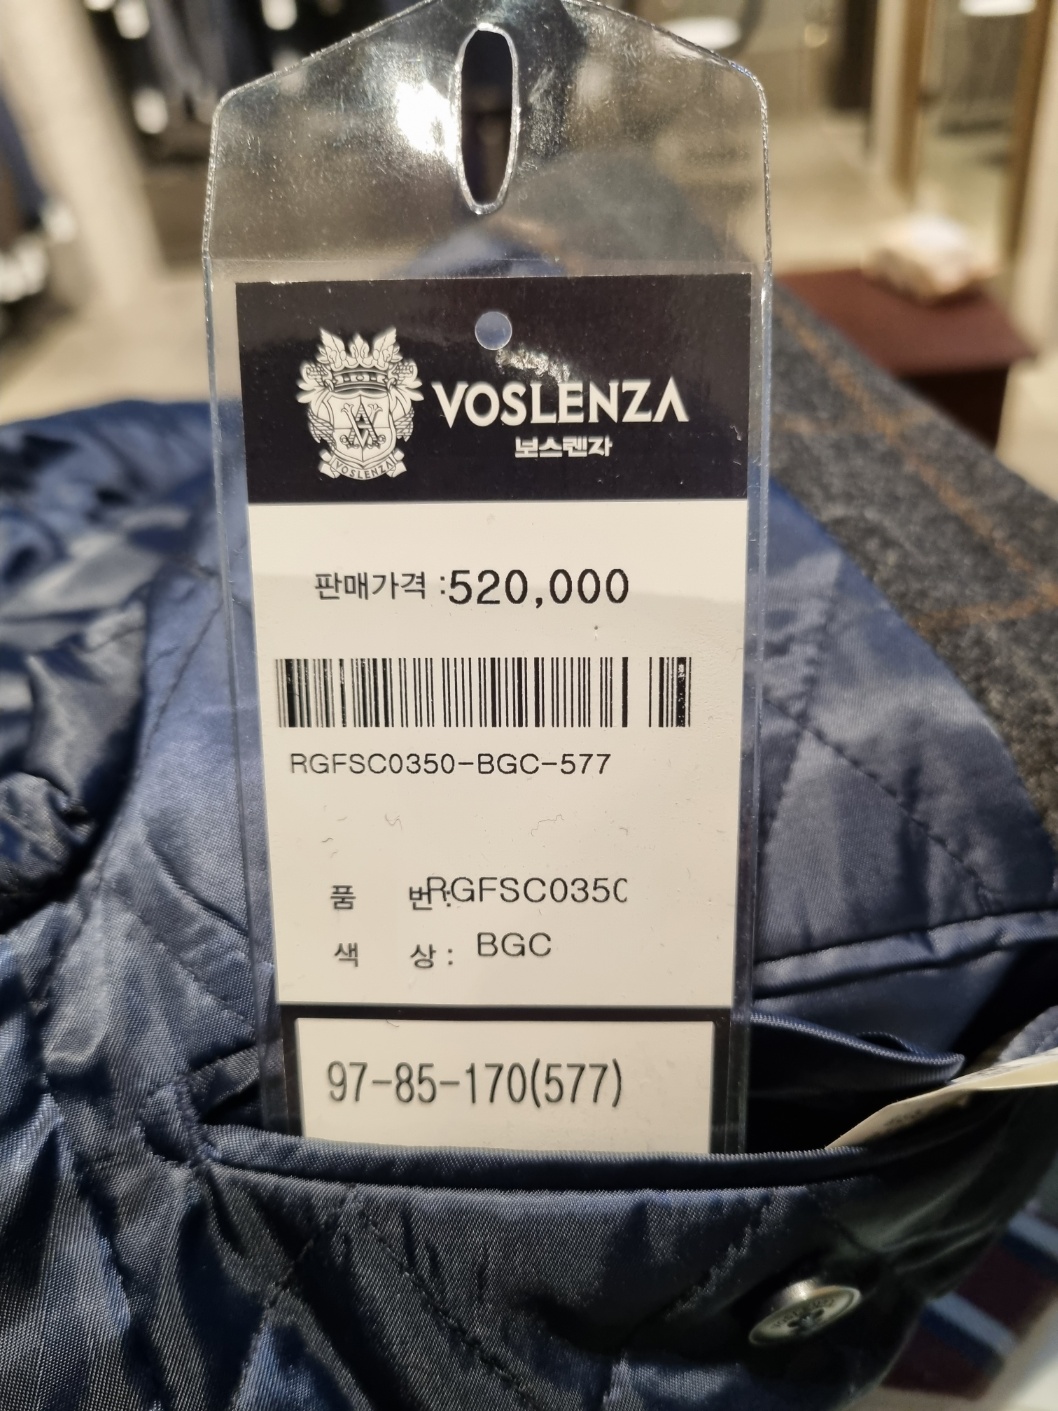 VOSLENZA
VOSLENZA
보스렌자
판매가격 :520,000
RGFSC0350-BGC-577
품 번:RGFSC0350
색 상: BGC
97-85-170(577)